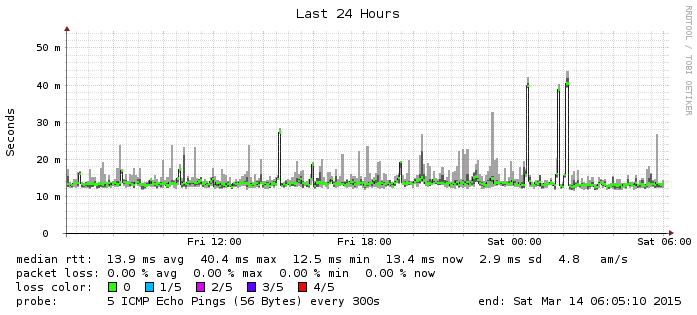 Last 24 Hours
RRDTOOL / TOBI OETIKER
Seconds
50 m
40 m
30 m
20 m
10 m
0
Fri 12:00 Fri 18:00 Sat 00:00 Sat 06:00
median rtt: 13.9 ms avg 40.4 ms max 12.5 ms min 13.4 ms now 2.9 ms sd 4.8 am/s
packet loss: 0.00 % avg 0.00 % max 0.00 % min 0.00 % now
loss color: 0 1/5 2/5 3/5 4/5
probe: 5 ICMP Echo Pings (56 Bytes) every 300s end: Sat Mar 14 06:05:10 2015